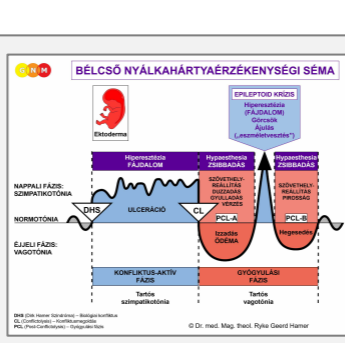 GNM
BÉLCSŐ NYÁLKAHÁRTYAÉRZÉKENYSÉGI SÉMA
Ektoderma
EPILEPTOID KRÍZIS
Hiperesztézia
(FÁJDALOM)
Görcsök
Ájulás
(„eszméletvesztés”)
Hiperesztézia
FÁJDALOM
Hypaesthesia
ZSIBBADÁS
Hypaesthesia
ZSIBBADÁS
NAPPALI FÁZIS:
SZIMPATIKOTÓNIA
NORMOTÓNIA
ÉJJELI FÁZIS:
VAGOTÓNIA
DHS
ULCERÁCIÓ
CL
SZÖVETHELY-
REÁLLÍTÁS
DUZZADÁS
GYULLADÁS
VÉRZÉS
PCL-A
Izzadás
ÖDÉMA
SZÖVETHELY-
REÁLLÍTÁS
PIROSSÁG
PCL-B
Hegesedés
KONFLIKTUS-AKTÍV
FÁZIS
GYÓGYULÁSI
FÁZIS
Tartós
szimpatikotónia
Tartós
vagotónia
DHS (Dirk Hamer Szindróma) – Biológiai konfliktus
CL (Conflictolysis) – Konfliktusmegoldás
PCL (Post-Conflictolysis) – Gyógyulási fázis
© Dr. med. Mag. theol. Ryke Geerd Hamer